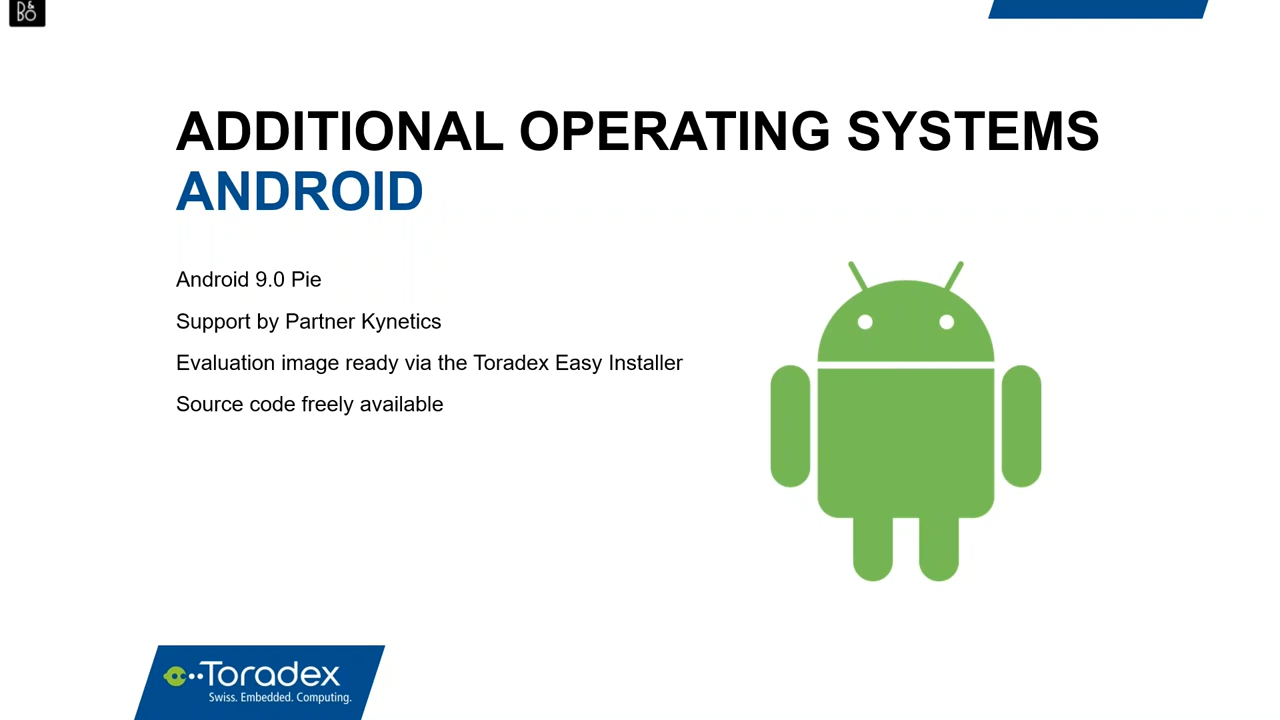 B&O
ADDITIONAL OPERATING SYSTEMS
ANDROID
Android 9.0 Pie
Support by Partner Kynetics
Evaluation image ready via the Toradex Easy Installer
Source code freely available
Toradex
Swiss. Embedded. Computing.